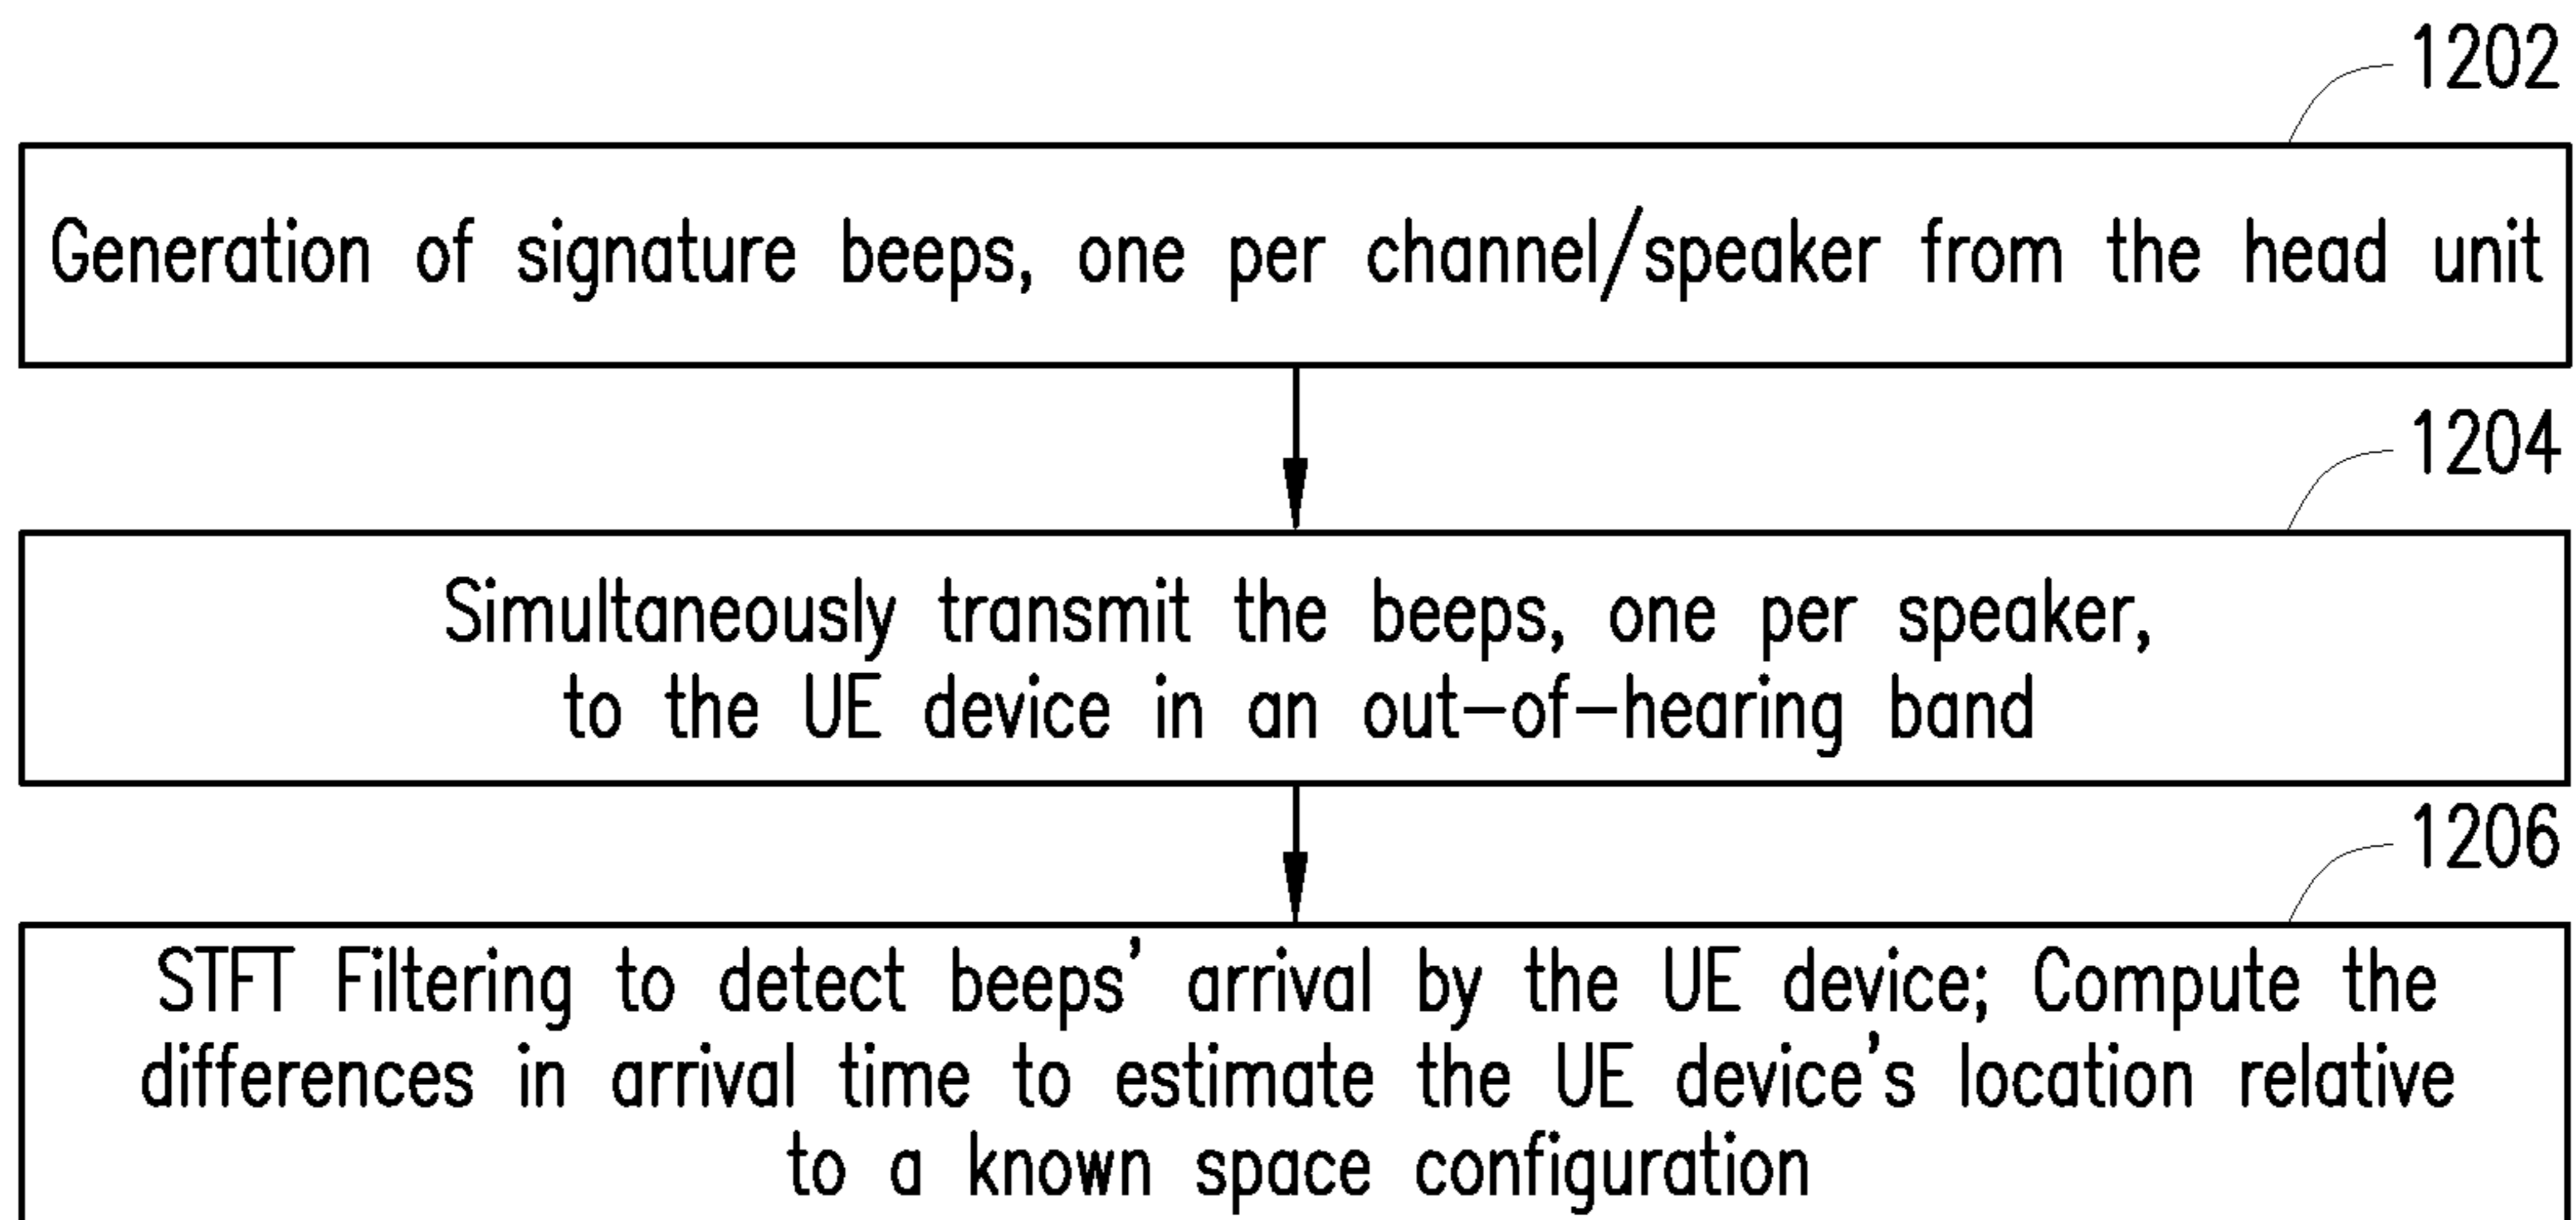 1202
Generation of signature beeps, one per channel/speaker from the head unit
1204
Simultaneously transmit the beeps, one per speaker,
to the UE device in an out-of-hearing band
1206
STFT Filtering to detect beeps' arrival by the UE device; Compute the
differences in arrival time to estimate the UE device's location relative
to a known space configuration